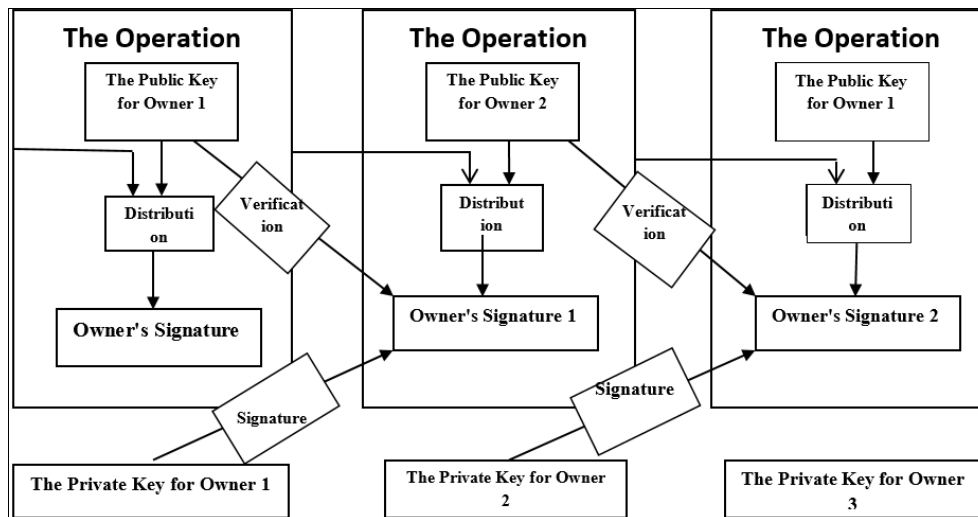 The Operation
The Public Key
for Owner 1
Distributi
on
Verificat
ion
Owner's Signature
Signature
The Private Key for Owner 1
The Operation
The Public Key
for Owner 2
Distribut
ion
Verificat
ion
Owner's Signature 1
Signature
The Private Key for Owner
2
The Operation
The Public Key
for Owner 1
Distributi
on
Owner's Signature 2
The Private Key for Owner
3